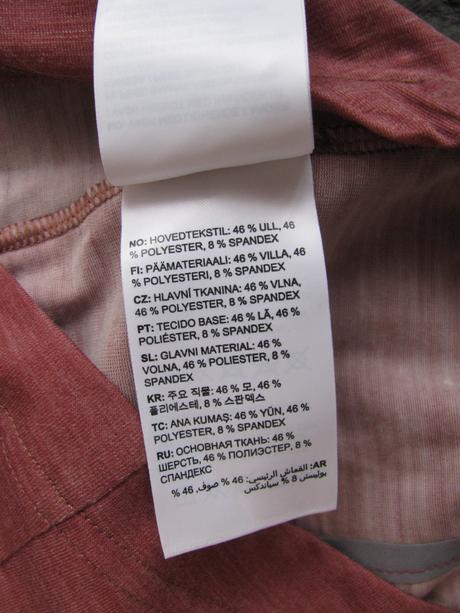 NO: HOVEDTEKSTIL: 46 % ULL, 46
% POLYESTER, 8 % SPANDEX
FI: PÄÄMATERIAALI: 46 % VILLA, 46
% POLYESTERI, 8 % SPANDEX
CZ: HLAVNÍ TKANINA: 46 % VLNA,
46 % POLYESTER, 8 % SPANDEX
PT: TECIDO BASE: 46 % LÃ, 46 %
POLIÉSTER, 8 % SPANDEX
SL: GLAVNI MATERIAL: 46 %
VOLNA, 46 % POLIESTER, 8 %
SPANDEX
KR: 주요 직물: 46 % 모, 46 %
폴리에스테, 8 % 스판덱스
TC: ANA KUMAŞ: 46 % YÜN, 46 %
POLYESTER, 8 % SPANDEX
RU: ОСНОВНАЯ ТКАНЬ: 46 %
ШЕРСТЬ, 46 % ПОЛИЭСТЕР, 8 %
СПАНДЕКС
AR: القماش الرئيسي: 46 % صوف, 46 %
بوليستر, 8 % سباندكس